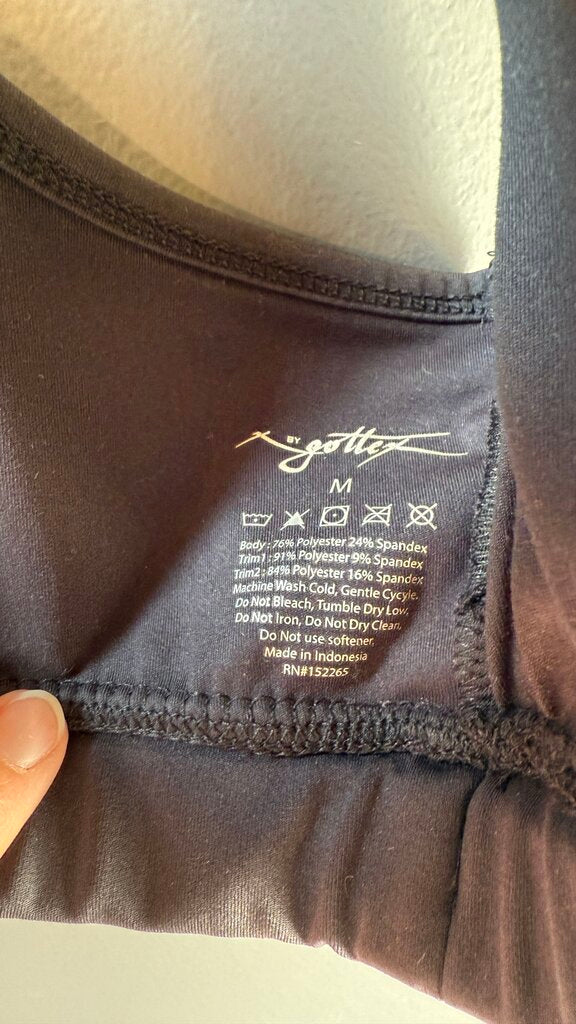 X BY gottex
M
Body : 76% Polyester 24% Spandex
Trim1 : 91% Polyester 9% Spandex
Trim2 : 84% Polyester 16% Spandex
Machine Wash Cold, Gentle Cycyle.
Do Not Bleach, Tumble Dry Low,
Do Not Iron, Do Not Dry Clean,
Do Not use softener,
Made in Indonesia
RN#152265